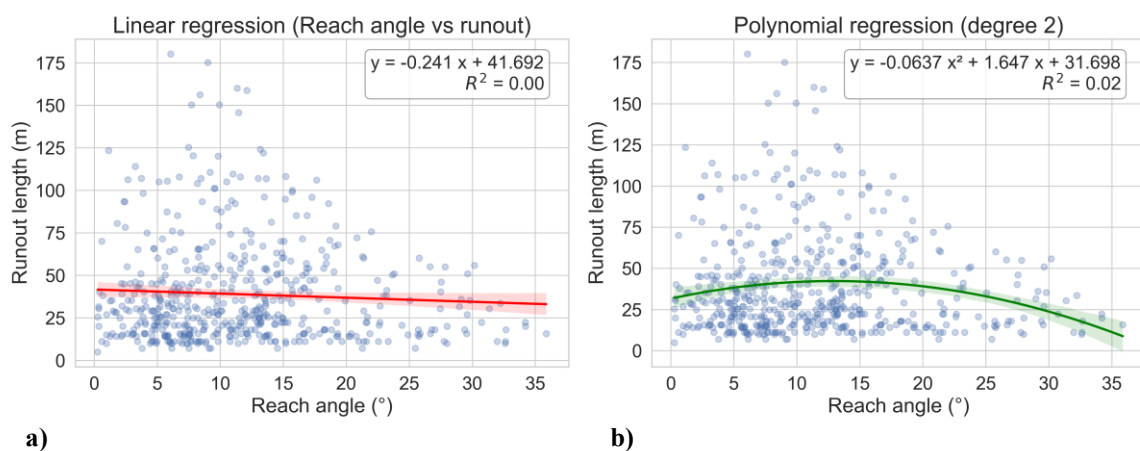 Linear regression (Reach angle vs runout)
y = -0.241 x + 41.692
R² = 0.00
Runout length (m)
175
150
125
100
75
50
25
0
0 5 10 15 20 25 30 35
Reach angle (°)
a)
Polynomial regression (degree 2)
y = -0.0637 x² + 1.647 x + 31.698
R² = 0.02
Runout length (m)
175
150
125
100
75
50
25
0
0 5 10 15 20 25 30 35
Reach angle (°)
b)